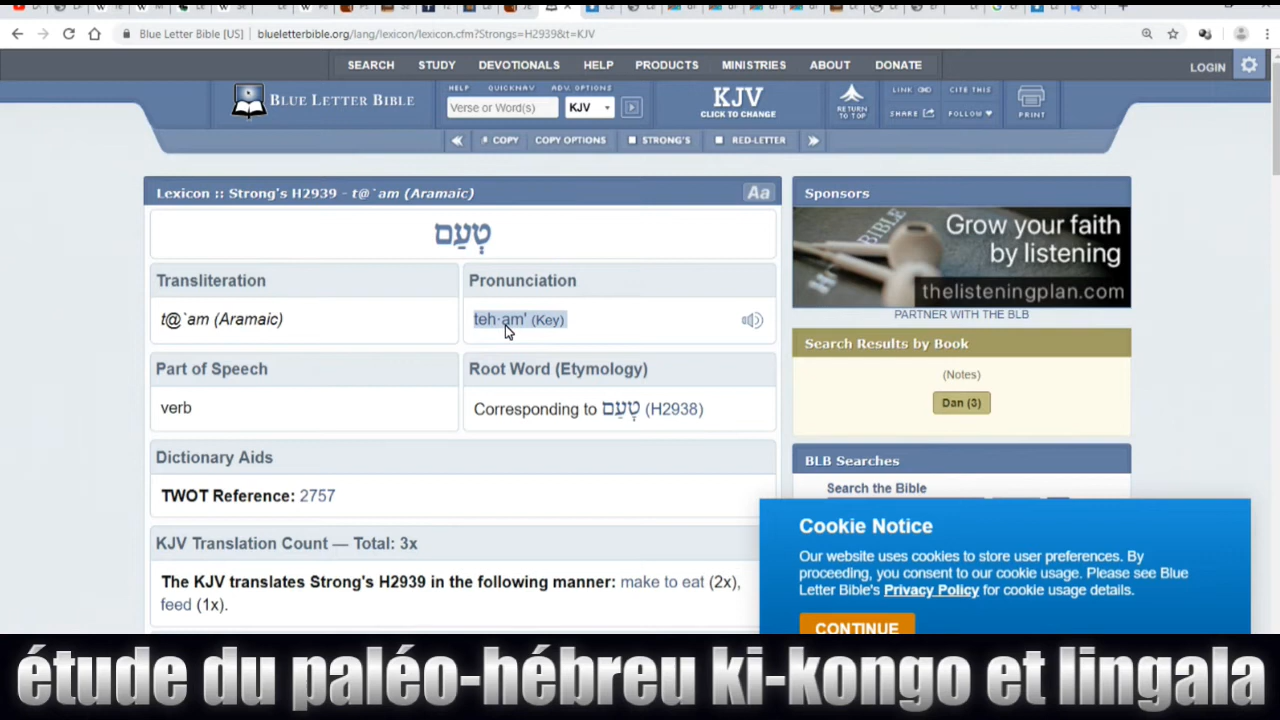 Blue Letter Bible [US] | blueletterbible.org/lang/lexicon/lexicon.cfm?Strongs=H2939&t=KJV
SEARCH STUDY DEVOTIONALS HELP PRODUCTS MINISTRIES ABOUT DONATE LOGIN
BLUE LETTER BIBLE
HELP QUICKNAV ADV. OPTIONS
Verse or Word(s) KJV
KJV
CLICK TO CHANGE
RETURN TO TOP
LINK CITE THIS
SHARE FOLLOW
PRINT
COPY COPY OPTIONS STRONG'S RED-LETTER
Lexicon :: Strong's H2939 - t@`am (Aramaic) Aa
טְעַם
Transliteration
t@`am (Aramaic)
Pronunciation
teh·am' (Key)
Part of Speech
verb
Root Word (Etymology)
Corresponding to טָעַם (H2938)
Dictionary Aids
TWOT Reference: 2757
KJV Translation Count — Total: 3x
The KJV translates Strong's H2939 in the following manner: make to eat (2x),
feed (1x).
Sponsors
BIBLE
Grow your faith
by listening
thelisteningplan.com
PARTNER WITH THE BLB
Search Results by Book
(Notes)
Dan (3)
BLB Searches
Search the Bible
Cookie Notice
Our website uses cookies to store user preferences. By
proceeding, you consent to our cookie usage. Please see Blue
Letter Bible's Privacy Policy for cookie usage details.
CONTINUE
étude du paléo-hébreu ki-kongo et lingala